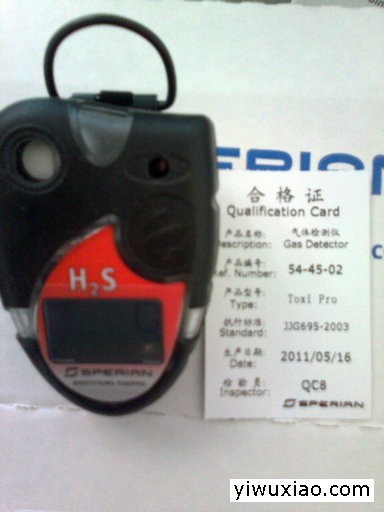 ERIAN
合格证
Qualification Card
产品名称: 气体检测仪
Description: Gas Detector
产品编号:
Ref. Number: 54-45-02
产品型号:
Type: Toxi Pro
执行标准:
Standard: JJG695-2003
生产日期:
Date: 2011/05/16
检验员:
Inspector: QC8
SPERIAN
H2S
SPERIAN
yiwuxiao.com